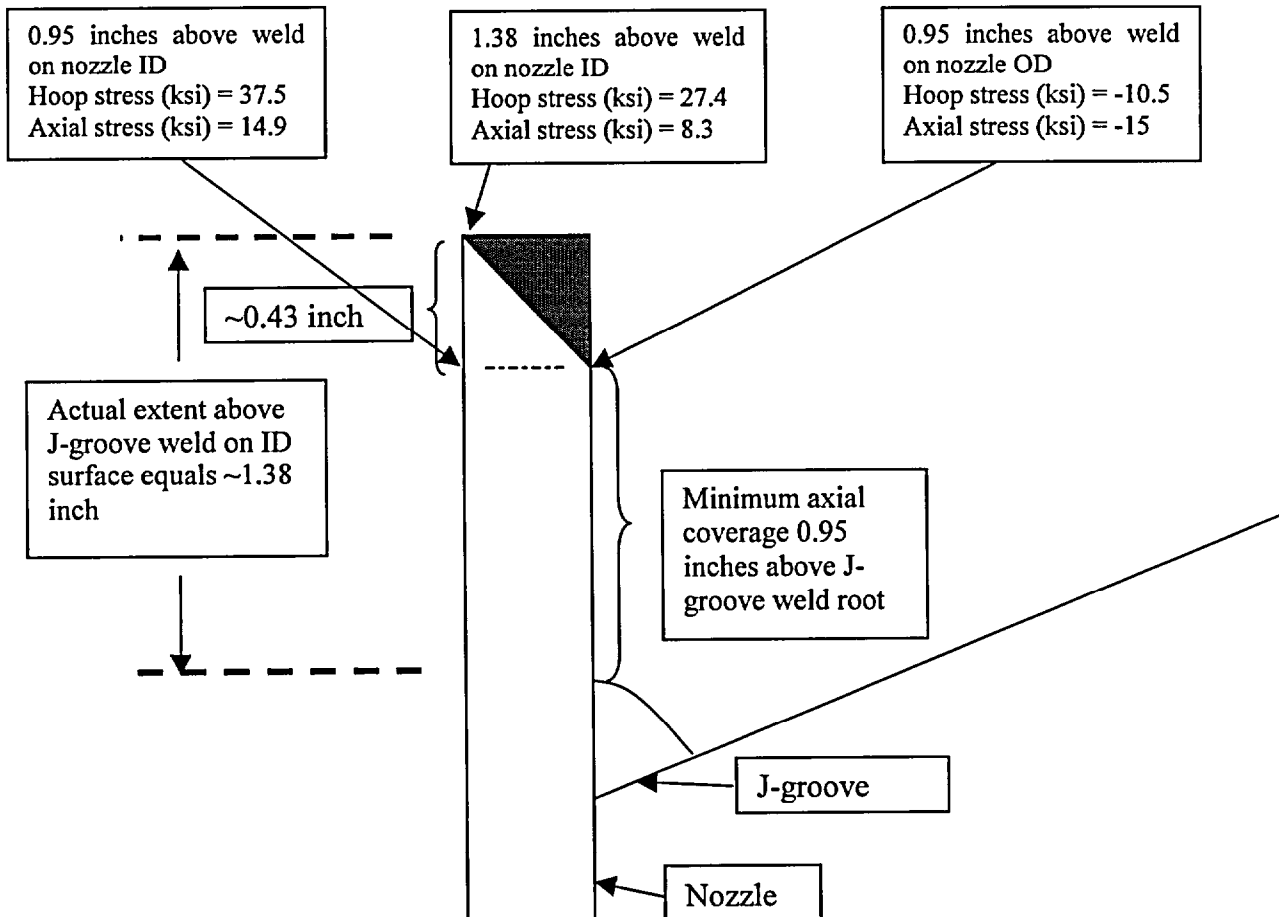 0.95 inches above weld
on nozzle ID
Hoop stress (ksi) = 37.5
Axial stress (ksi) = 14.9
1.38 inches above weld
on nozzle ID
Hoop stress (ksi) = 27.4
Axial stress (ksi) = 8.3
0.95 inches above weld
on nozzle OD
Hoop stress (ksi) = -10.5
Axial stress (ksi) = -15
~0.43 inch
Actual extent above
J-groove weld on ID
surface equals ~1.38
inch
Minimum axial
coverage 0.95
inches above J-
groove weld root
J-groove
Nozzle